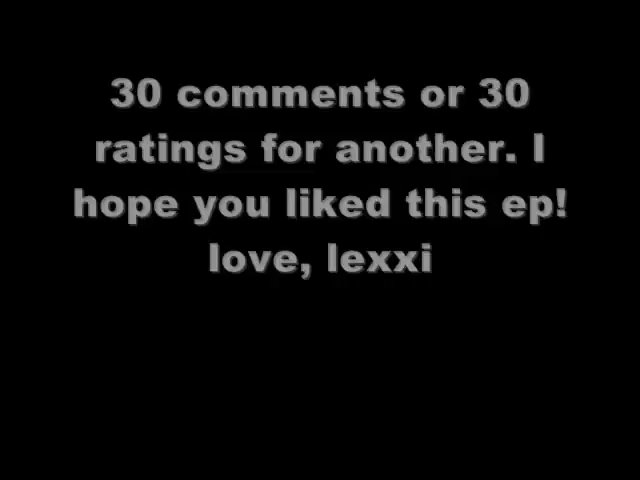 30 comments or 30
ratings for another. I
hope you liked this ep!
love, lexxi